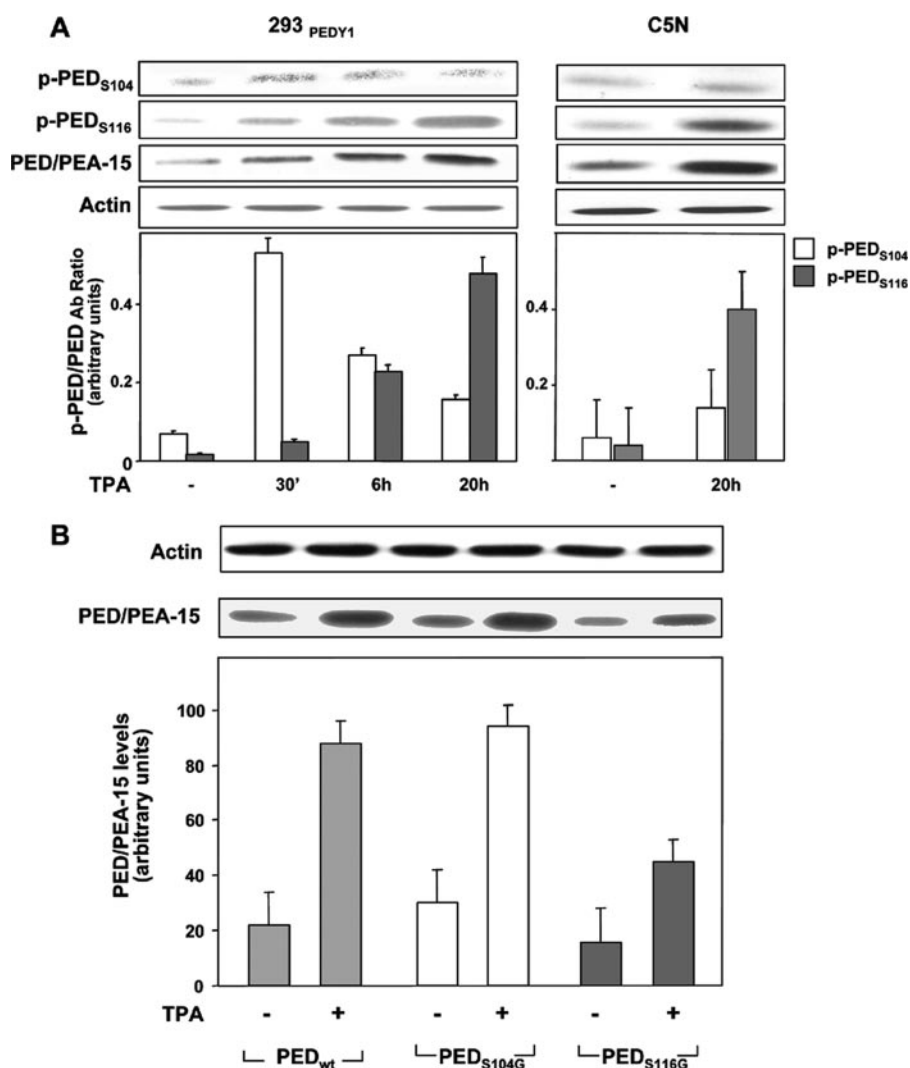 A
293 PEDY1
C5N
p-PEDS104
p-PEDS116
PED/PEA-15
Actin
p-PEDS104
p-PEDS116
p-PED/PED Ab Ratio
(arbitrary units)
0.4
0.2
0
0.4
0.2
TPA
-
30'
6h
20h
-
20h
B
Actin
PED/PEA-15
PED/PEA-15 levels
(arbitrary units)
100
80
60
40
20
0
TPA
- + - + - +
PEDwt
PEDS104G
PEDS116G